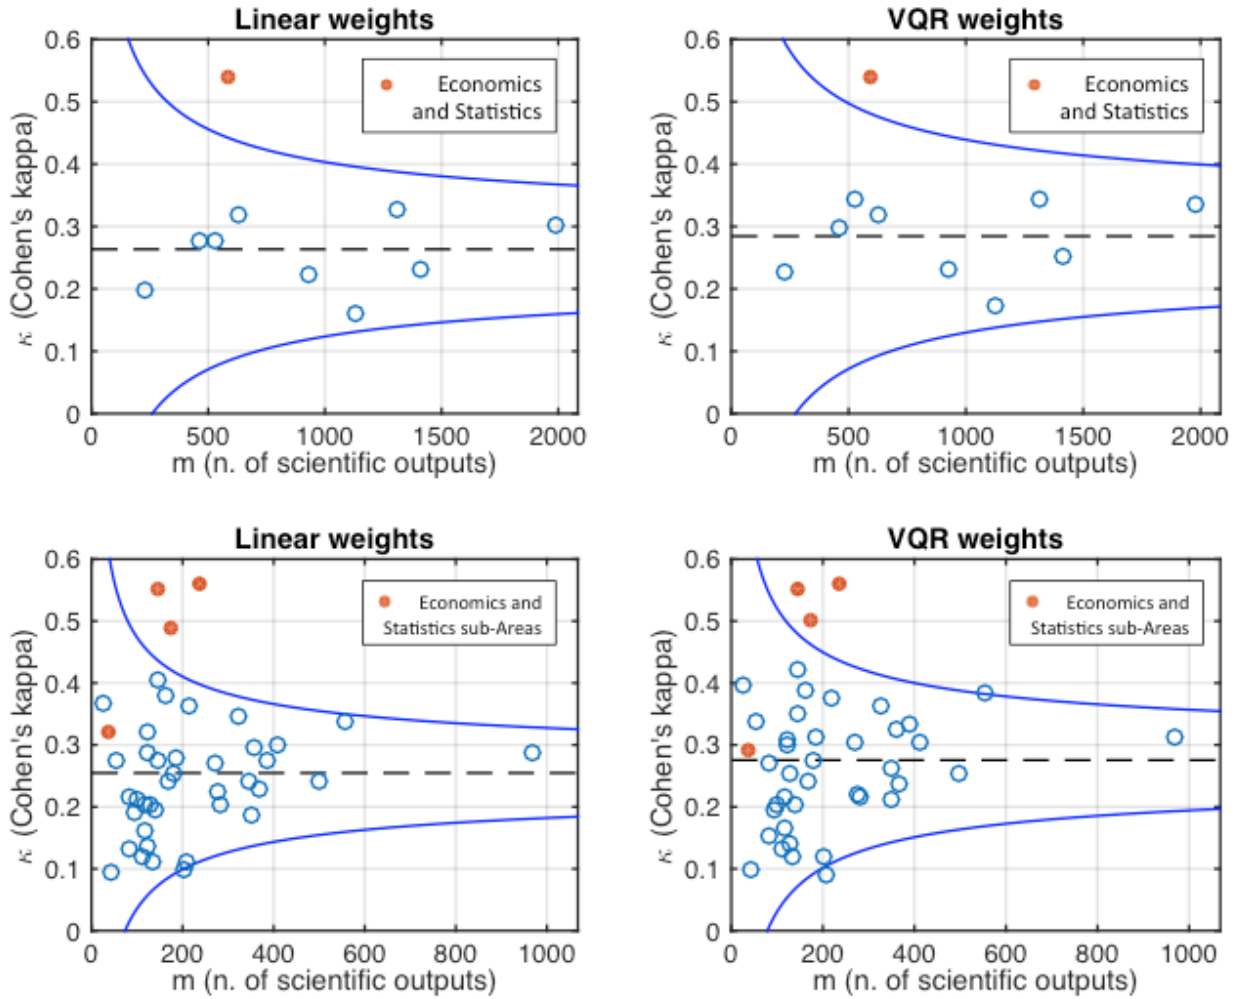 Linear weights
0.6
0.5
0.4
0.3
0.2
0.1
0
κ (Cohen's kappa)
Economics
and Statistics
0 500 1000 1500 2000
m (n. of scientific outputs)
VQR weights
0.6
0.5
0.4
0.3
0.2
0.1
0
κ (Cohen's kappa)
Economics
and Statistics
0 500 1000 1500 2000
m (n. of scientific outputs)
Linear weights
0.6
0.5
0.4
0.3
0.2
0.1
0
κ (Cohen's kappa)
Economics and
Statistics sub-Areas
0 200 400 600 800 1000
m (n. of scientific outputs)
VQR weights
0.6
0.5
0.4
0.3
0.2
0.1
0
κ (Cohen's kappa)
Economics and
Statistics sub-Areas
0 200 400 600 800 1000
m (n. of scientific outputs)